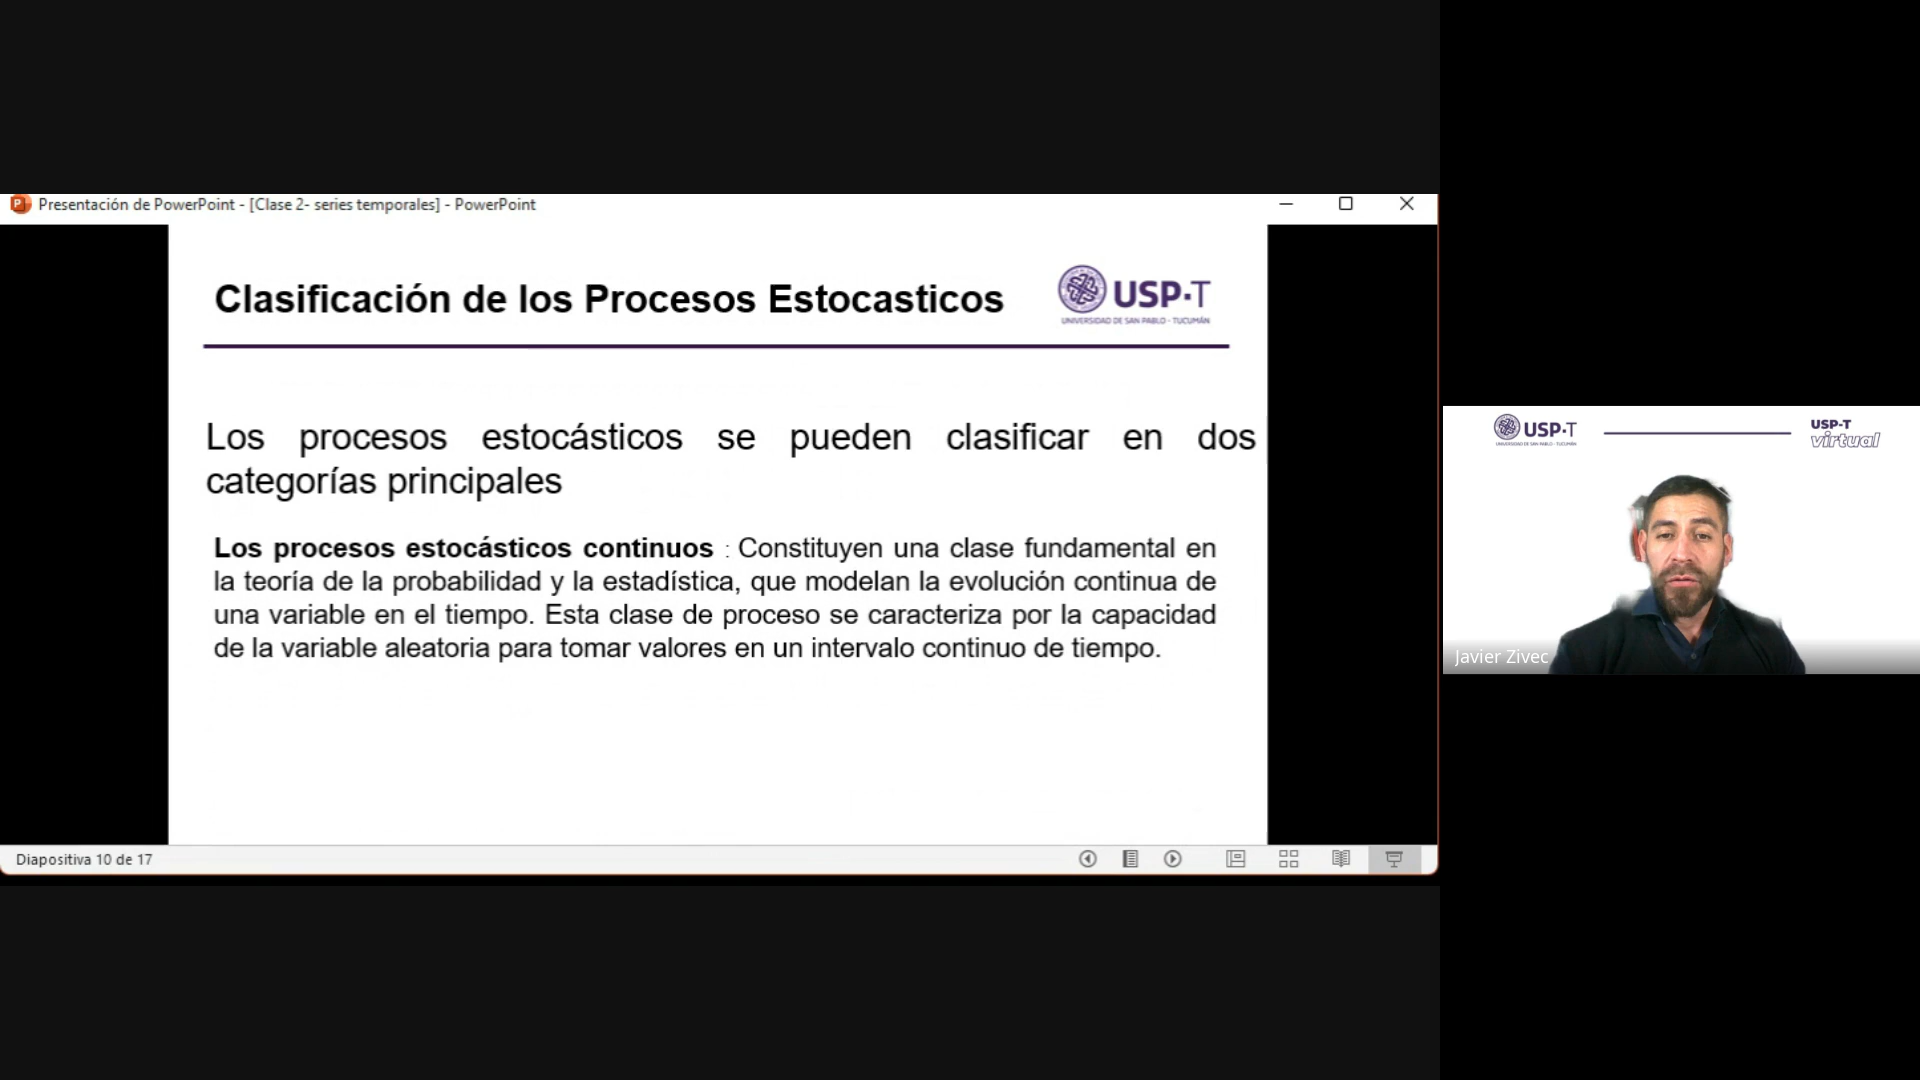 Presentación de PowerPoint - [Clase 2- series temporales] - PowerPoint
Clasificación de los Procesos Estocasticos
USP·T
UNIVERSIDAD DE SAN PABLO - TUCUMÁN
Los procesos estocásticos se pueden clasificar en dos
categorías principales
Los procesos estocásticos continuos : Constituyen una clase fundamental en
la teoría de la probabilidad y la estadística, que modelan la evolución continua de
una variable en el tiempo. Esta clase de proceso se caracteriza por la capacidad
de la variable aleatoria para tomar valores en un intervalo continuo de tiempo.
Diapositiva 10 de 17
USP·T
UNIVERSIDAD DE SAN PABLO - TUCUMÁN
USP-T
virtual
Javier Zivec